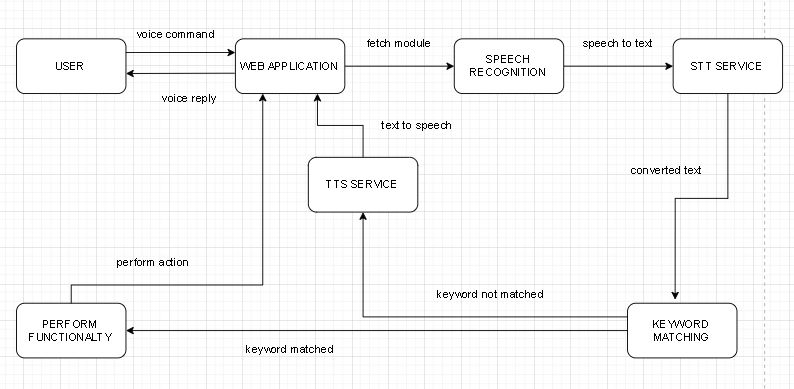 voice command
fetch module
speech to text
USER
WEB APPLICATION
SPEECH
RECOGNITION
STT SERVICE
voice reply
text to speech
converted text
TTS SERVICE
perform action
keyword not matched
PERFORM
FUNCTIONALTY
KEYWORD
MATCHING
keyword matched